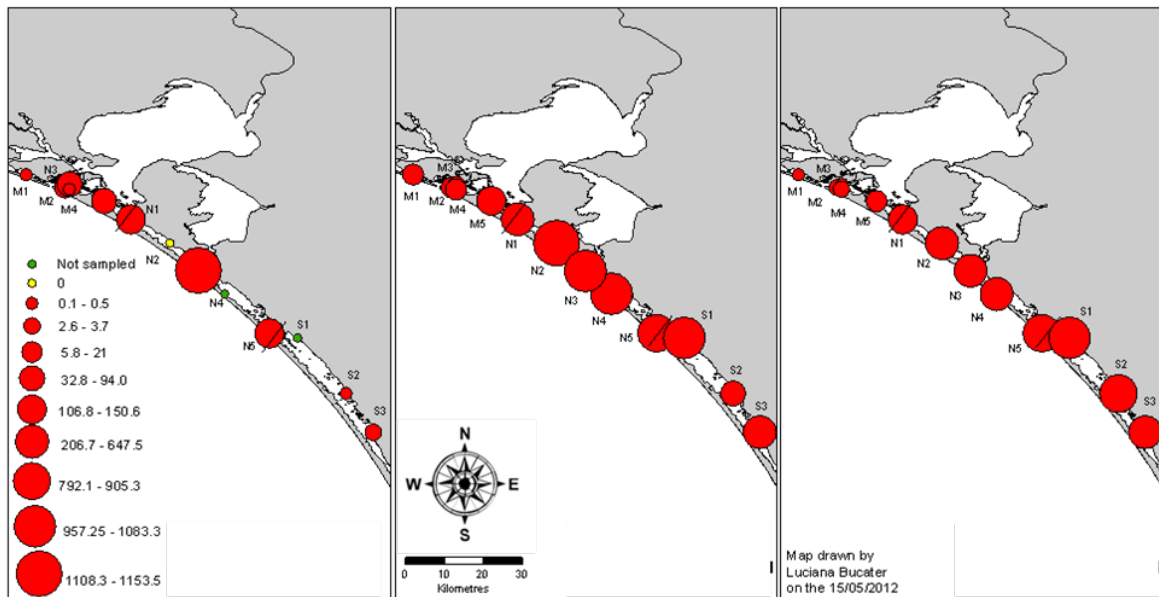 N3
M1
M2
M4
N1
N2
N4
S1
N5
S2
S3
Not sampled
0
0.1 - 0.5
2.6 - 3.7
5.8 - 21
32.8 - 94.0
106.8 - 150.6
206.7 - 647.5
792.1 - 905.3
957.25 - 1083.3
1108.3 - 1153.5
M3
M1
M2
M4
M5
N1
N2
N3
N4
S1
N5
S2
S3
N
W E
S
0 10 20 30
Kilometres
M3
M1
M2
M4
M5
N1
N2
N3
N4
S1
N5
S2
S3
Map drawn by
Luciana Bucater
on the 15/05/2012